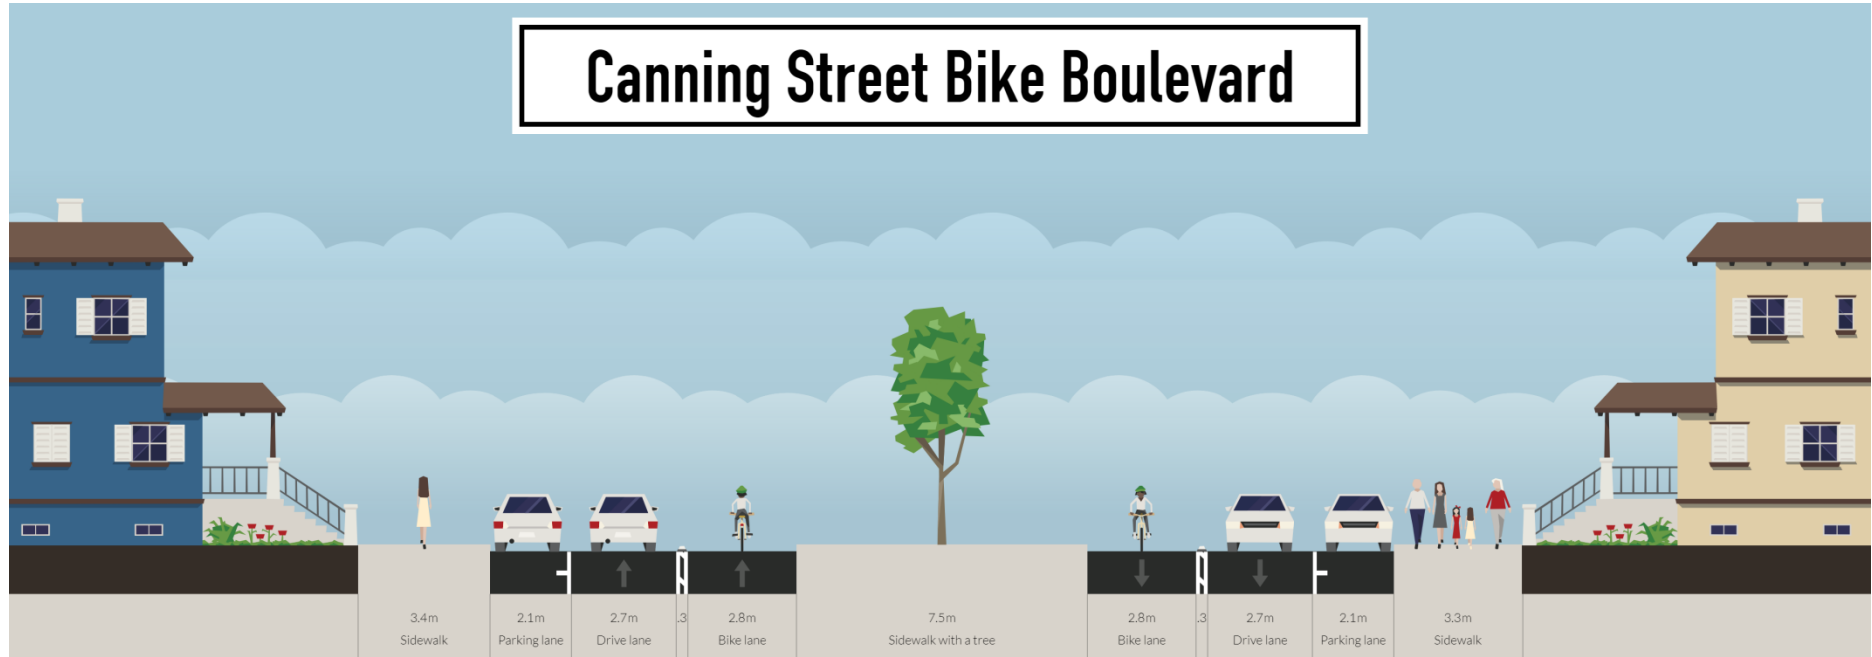 Canning Street Bike Boulevard
3.4m
Sidewalk
2.1m
Parking lane
2.7m
Drive lane
.3
2.8m
Bike lane
7.5m
Sidewalk with a tree
2.8m
Bike lane
.3
2.7m
Drive lane
2.1m
Parking lane
3.3m
Sidewalk